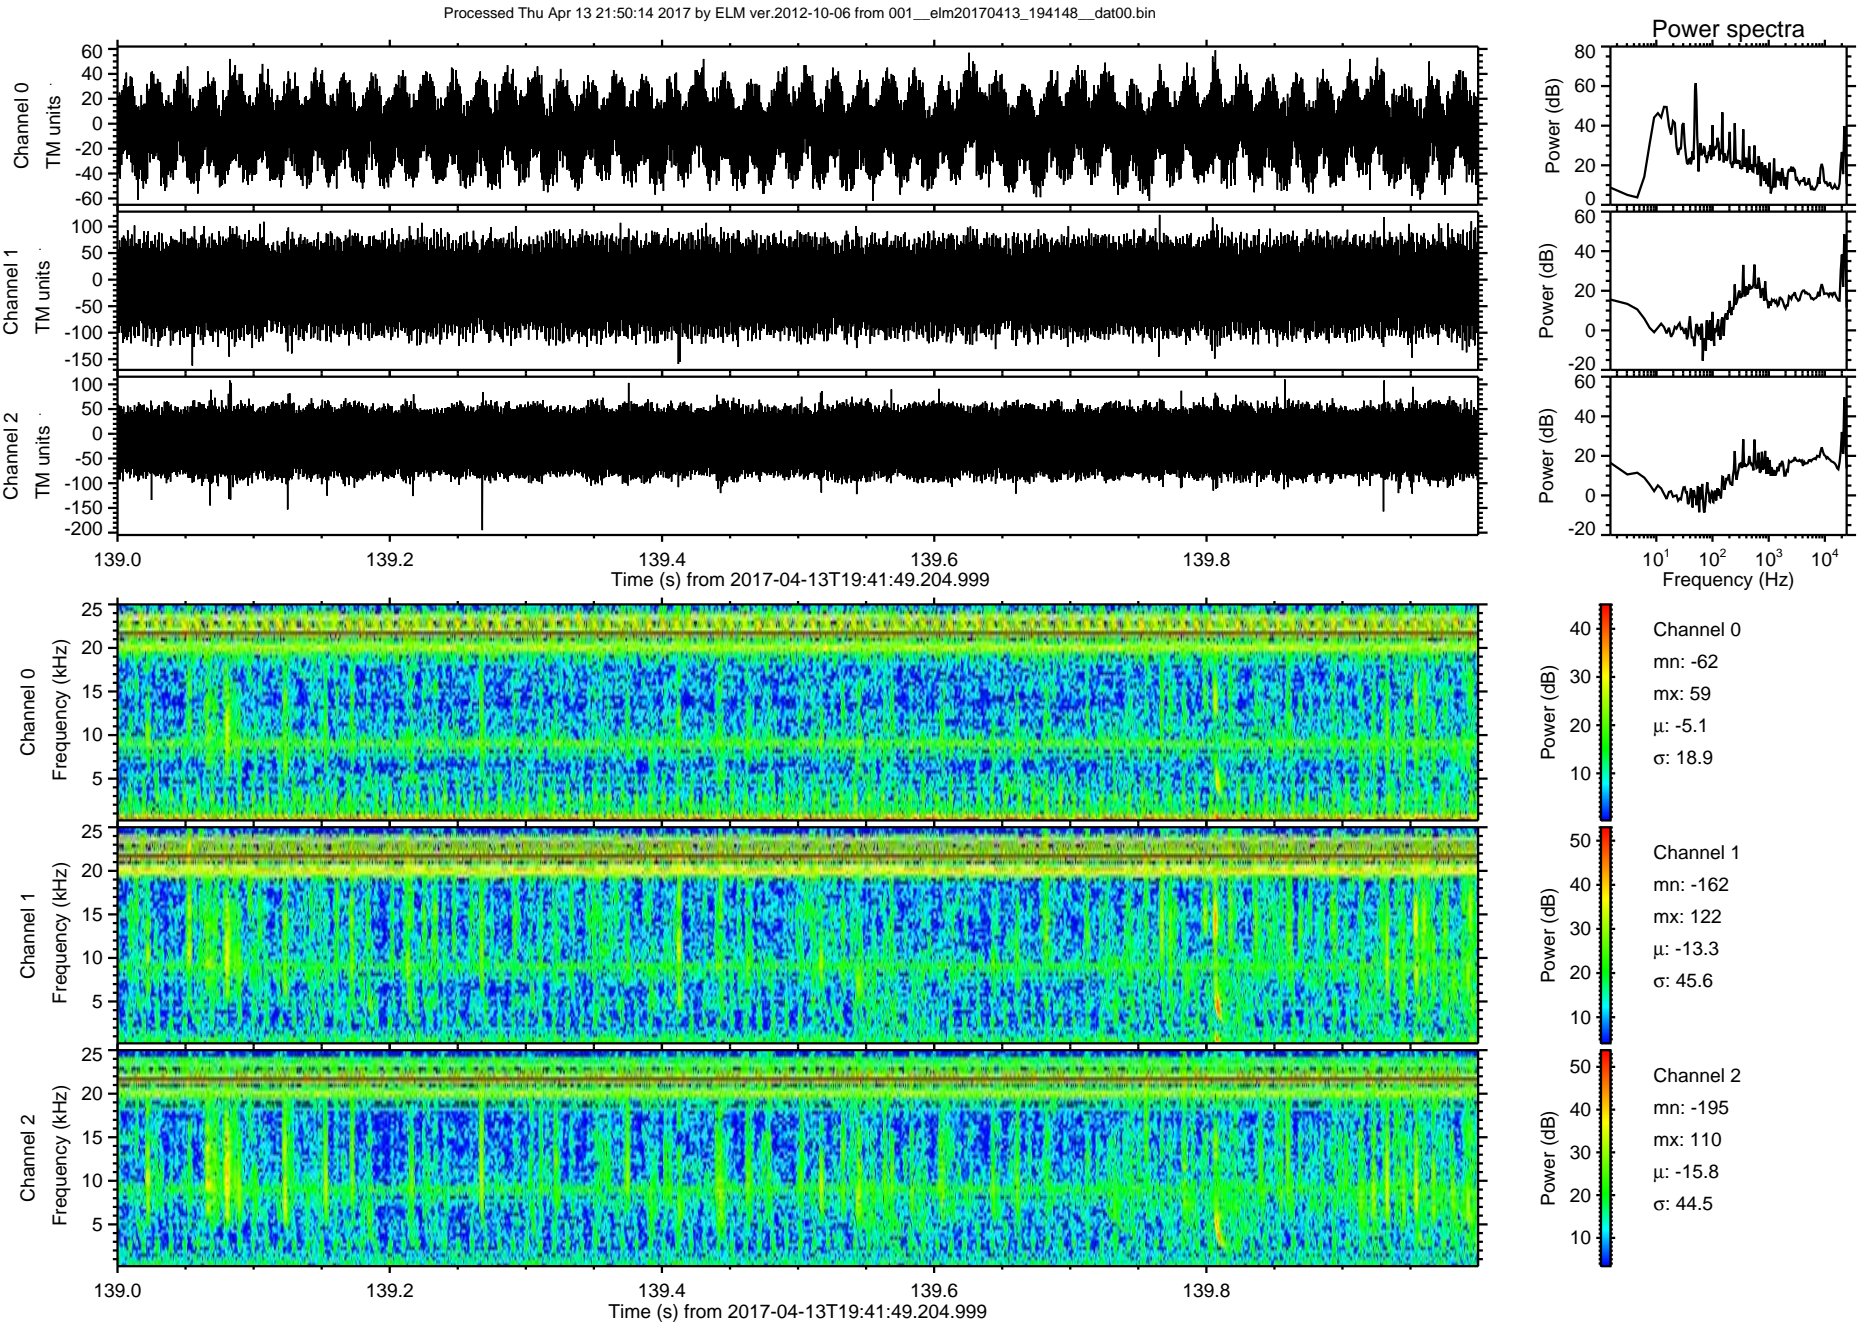 Processed Thu Apr 13 21:50:14 2017 by ELM ver.2012-10-06 from 001__elm20170413_194148__dat00.bin
Power spectra
Channel 0
TM units
60
40
20
0
-20
-40
-60
Power (dB)
80
60
40
20
0
Channel 1
TM units
100
50
0
-50
-100
-150
Power (dB)
60
40
20
0
-20
Channel 2
TM units
100
50
0
-50
-100
-150
-200
Power (dB)
60
40
20
0
-20
139.0 139.2 139.4 139.6 139.8
Time (s) from 2017-04-13T19:41:49.204.999
10^1 10^2 10^3 10^4
Frequency (Hz)
Channel 0
Frequency (kHz)
25
20
15
10
5
Power (dB)
40
30
20
10
Channel 0
mn: -62
mx: 59
μ: -5.1
σ: 18.9
Channel 1
Frequency (kHz)
25
20
15
10
5
Power (dB)
50
40
30
20
10
Channel 1
mn: -162
mx: 122
μ: -13.3
σ: 45.6
Channel 2
Frequency (kHz)
25
20
15
10
5
Power (dB)
50
40
30
20
10
Channel 2
mn: -195
mx: 110
μ: -15.8
σ: 44.5
139.0 139.2 139.4 139.6 139.8
Time (s) from 2017-04-13T19:41:49.204.999